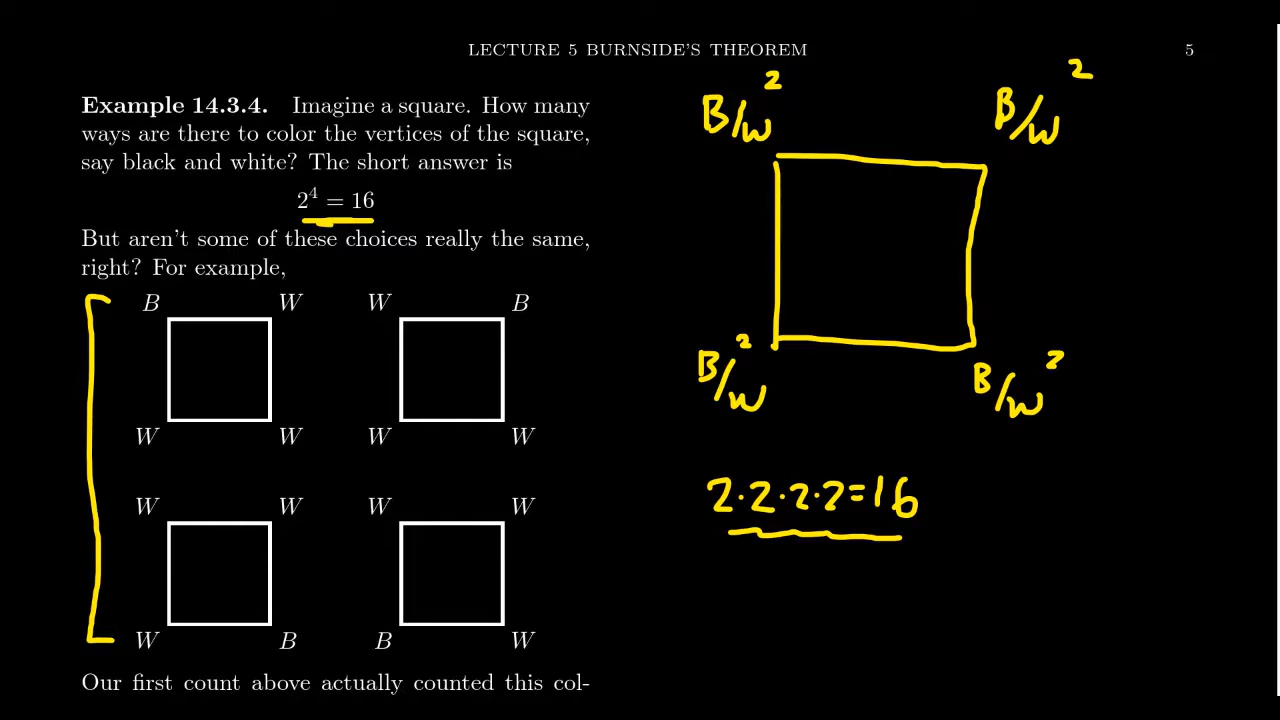 LECTURE 5 BURNSIDE'S THEOREM 5
Example 14.3.4. Imagine a square. How many
ways are there to color the vertices of the square,
say black and white? The short answer is
2⁴ = 16
But aren't some of these choices really the same,
right? For example,
B W W B
W W W W
W W W W
W B B W
Our first count above actually counted this col-
B/W 2 B/W 2
B/W 2 B/W 2
2·2·2·2=16